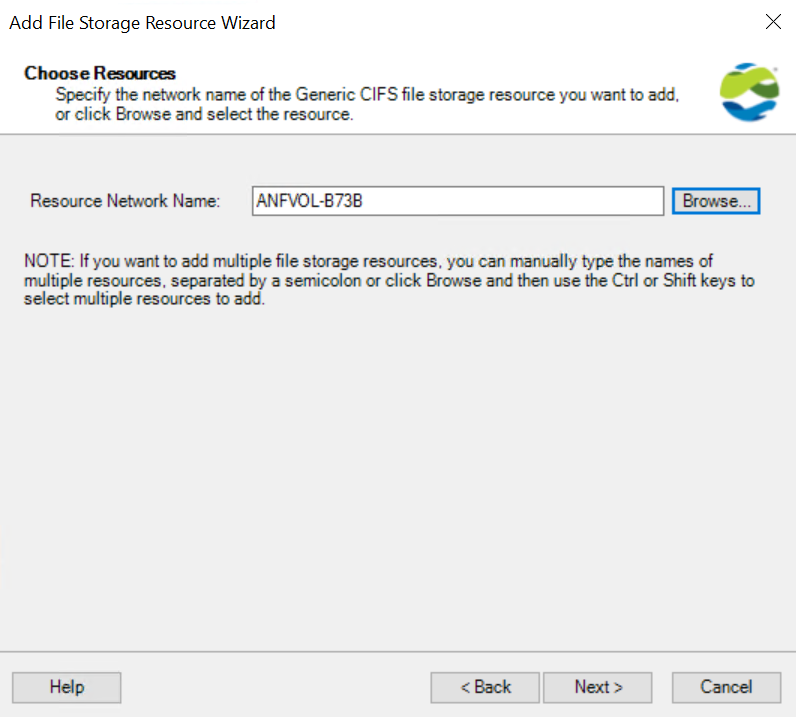 Add File Storage Resource Wizard
Choose Resources
Specify the network name of the Generic CIFS file storage resource you want to add,
or click Browse and select the resource.
Resource Network Name:
ANFVOL-B73B
Browse...
NOTE: If you want to add multiple file storage resources, you can manually type the names of
multiple resources, separated by a semicolon or click Browse and then use the Ctrl or Shift keys to
select multiple resources to add.
Help
< Back
Next >
Cancel